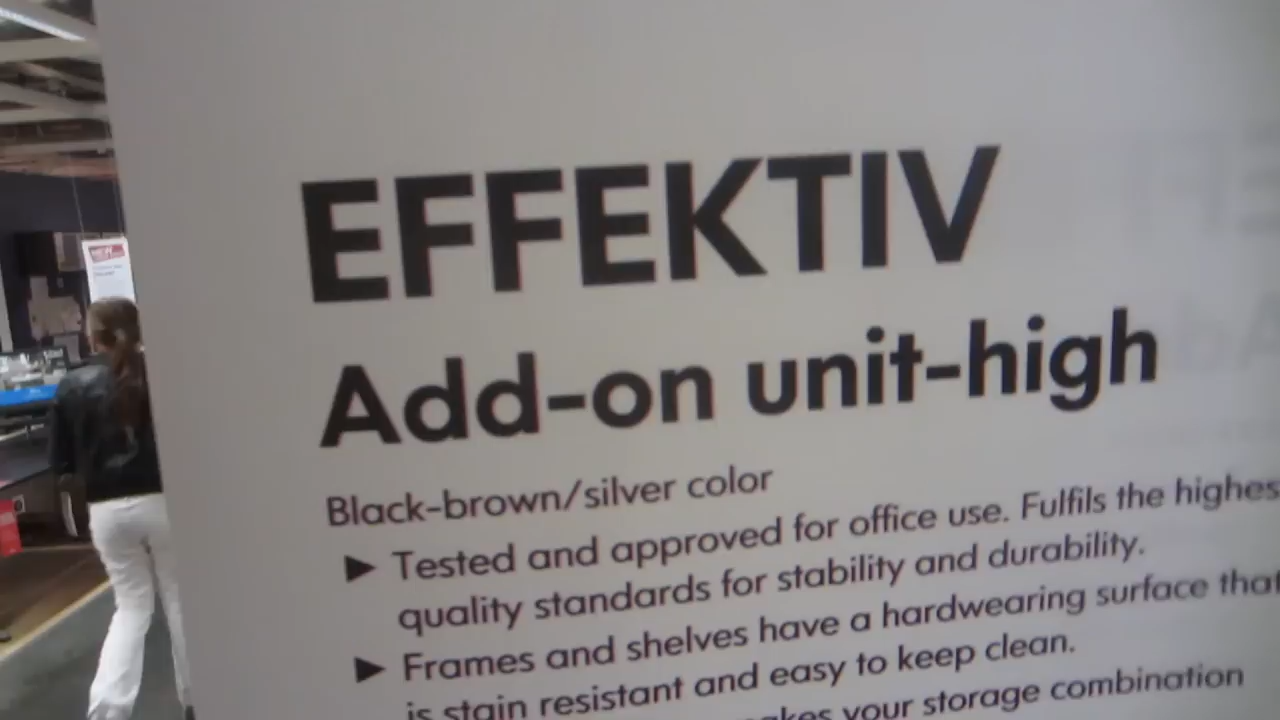 EFFEKTIV
Add-on unit-high
Black-brown/silver color
Tested and approved for office use. Fulfils the highes
quality standards for stability and durability.
Frames and shelves have a hardwearing surface that
is stain resistant and easy to keep clean.
your storage combination